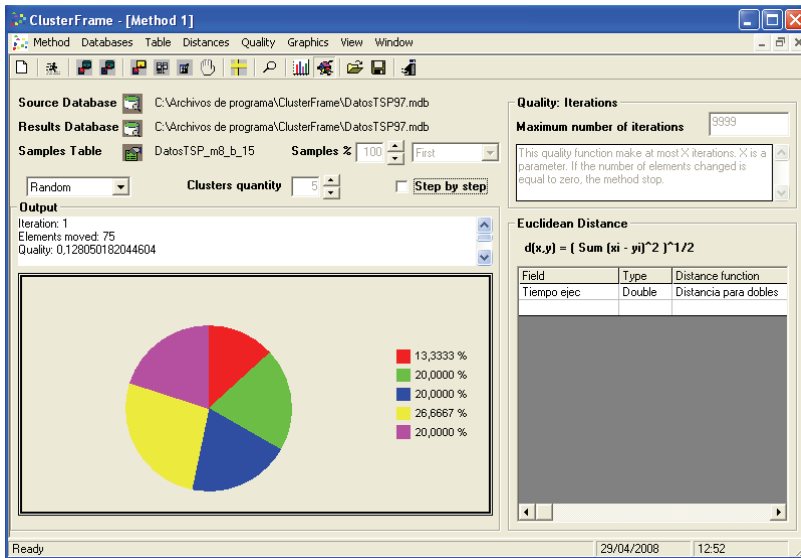 ClusterFrame - [Method 1]
Method Databases Table Distances Quality Graphics View Window
Source Database C:\Archivos de programa\ClusterFrame\DatosTSP97.mdb
Results Database C:\Archivos de programa\ClusterFrame\DatosTSP97.mdb
Samples Table DatosTSP_m8_b_15 Samples % 100 First
Random Clusters quantity 5 Step by step
Output
Iteration: 1
Elements moved: 75
Quality: 0,128050182044604
13,3333 %
20,0000 %
20,0000 %
26,6667 %
20,0000 %
Quality: Iterations
Maximum number of iterations 9999
This quality function make at most X iterations. X is a
parameter. If the number of elements changed is
equal to zero, the method stop.
Euclidean Distance
d(x,y) = ( Sum (xi - yi)^2 )^1/2
Field Type Distance function
Tiempo ejec Double Distancia para dobles
Ready 29/04/2008 12:52